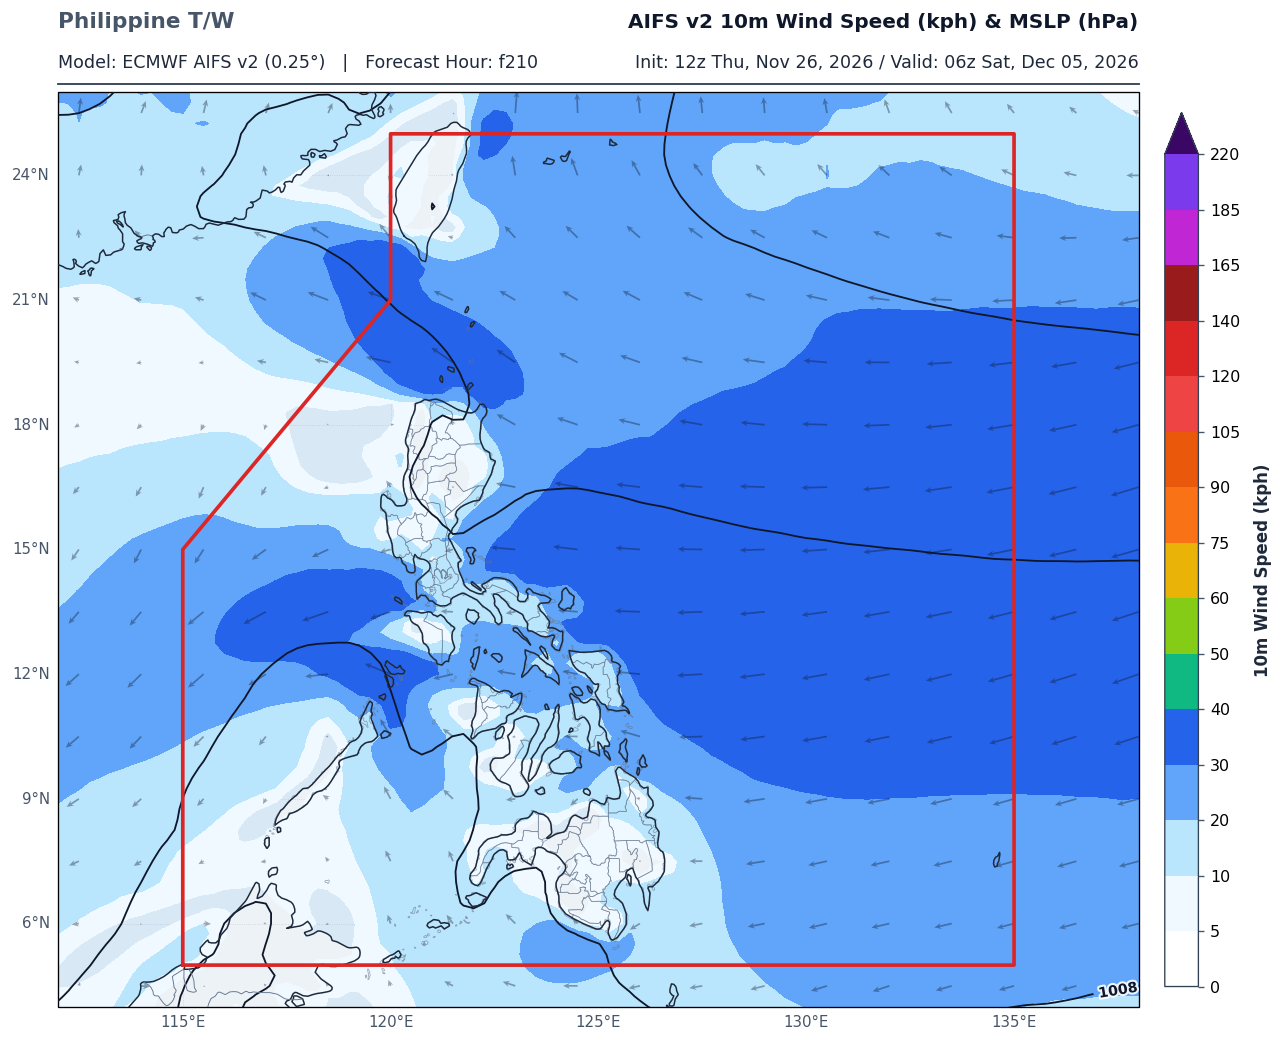 Philippine T/W
AIFS v2 10m Wind Speed (kph) & MSLP (hPa)
Model: ECMWF AIFS v2 (0.25°)   |   Forecast Hour: f210
Init: 12z Thu, Nov 26, 2026 / Valid: 06z Sat, Dec 05, 2026
24°N
21°N
18°N
15°N
12°N
9°N
6°N
115°E
120°E
125°E
130°E
135°E
1008
220
185
165
140
120
105
90
75
60
50
40
30
20
10
5
0
10m Wind Speed (kph)